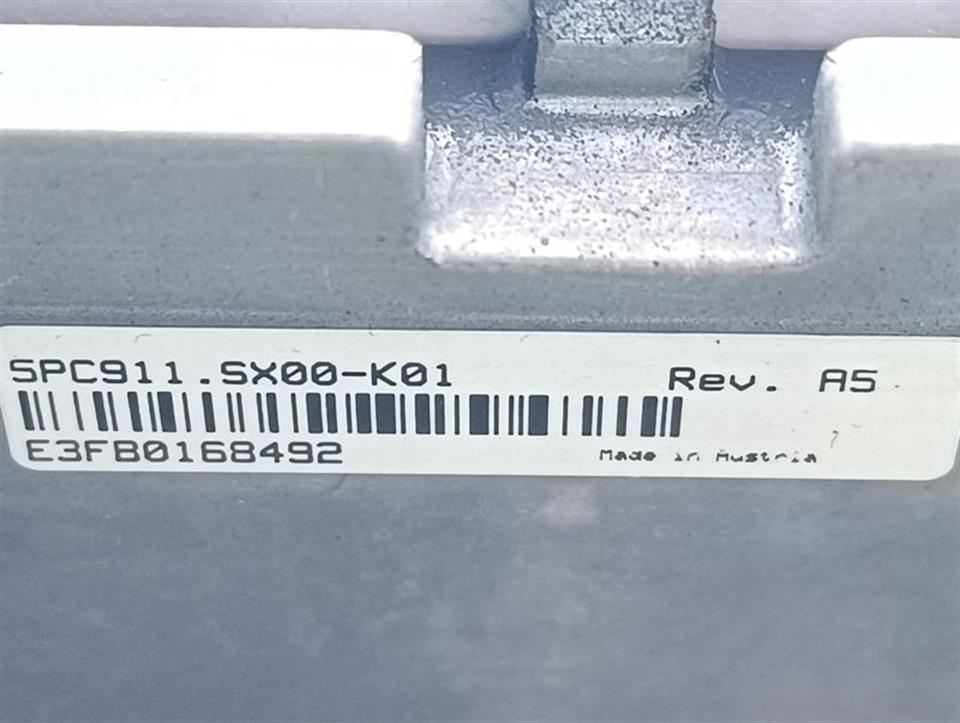 5PC911.SX00-K01 Rev. A5
E3FB0168492 Made in Austria